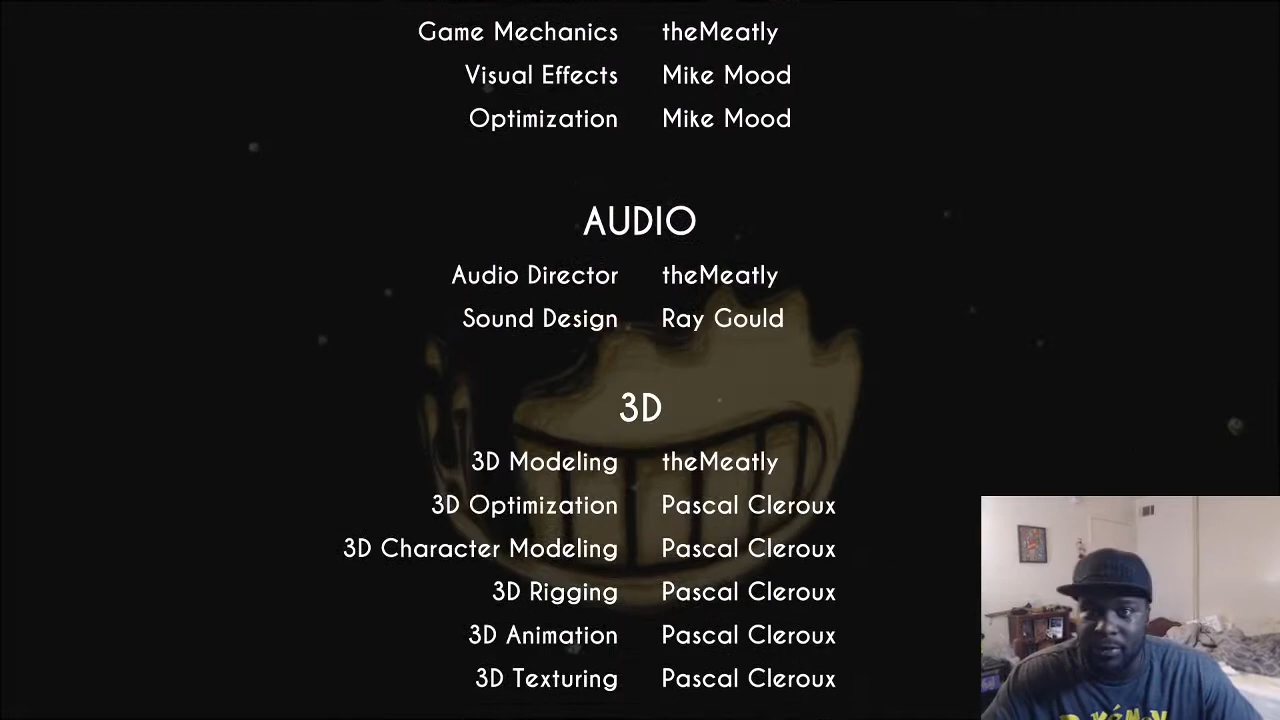 Game Mechanics theMeatly
Visual Effects Mike Mood
Optimization Mike Mood
AUDIO
Audio Director theMeatly
Sound Design Ray Gould
3D
3D Modeling theMeatly
3D Optimization Pascal Cleroux
3D Character Modeling Pascal Cleroux
3D Rigging Pascal Cleroux
3D Animation Pascal Cleroux
3D Texturing Pascal Cleroux
PoKéMoN